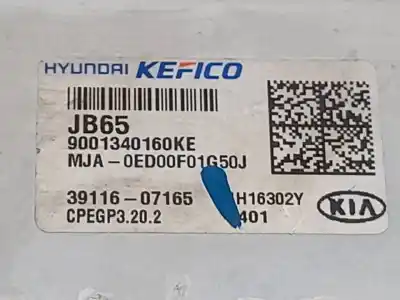 HYUNDAI KEFICO
JB65
9001340160KE
MJA-0ED00F01G50J
39116-07165 H16302Y
CPEGP3.20.2 401
KIA